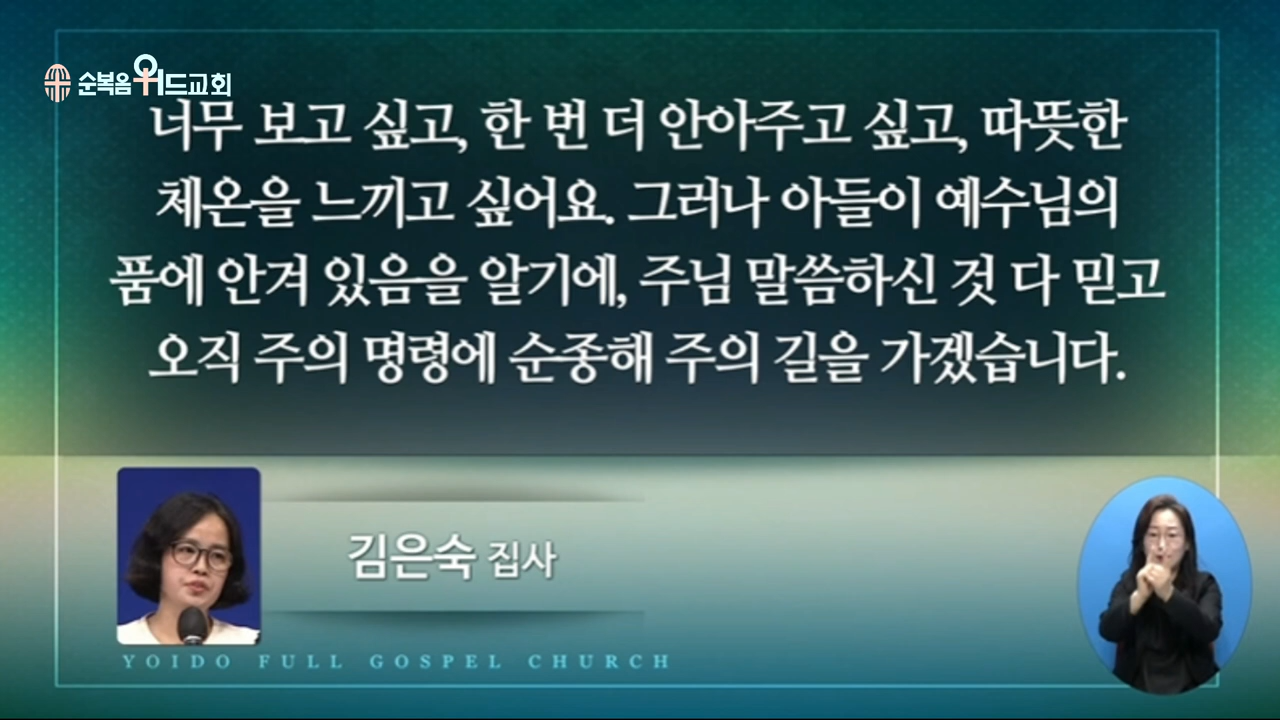 순복음워드교회
너무 보고 싶고, 한 번 더 안아주고 싶고, 따뜻한
체온을 느끼고 싶어요. 그러나 아들이 예수님의
품에 안겨 있음을 알기에, 주님 말씀하신 것 다 믿고
오직 주의 명령에 순종해 주의 길을 가겠습니다.
김은숙 집사
YOIDO FULL GOSPEL CHURCH